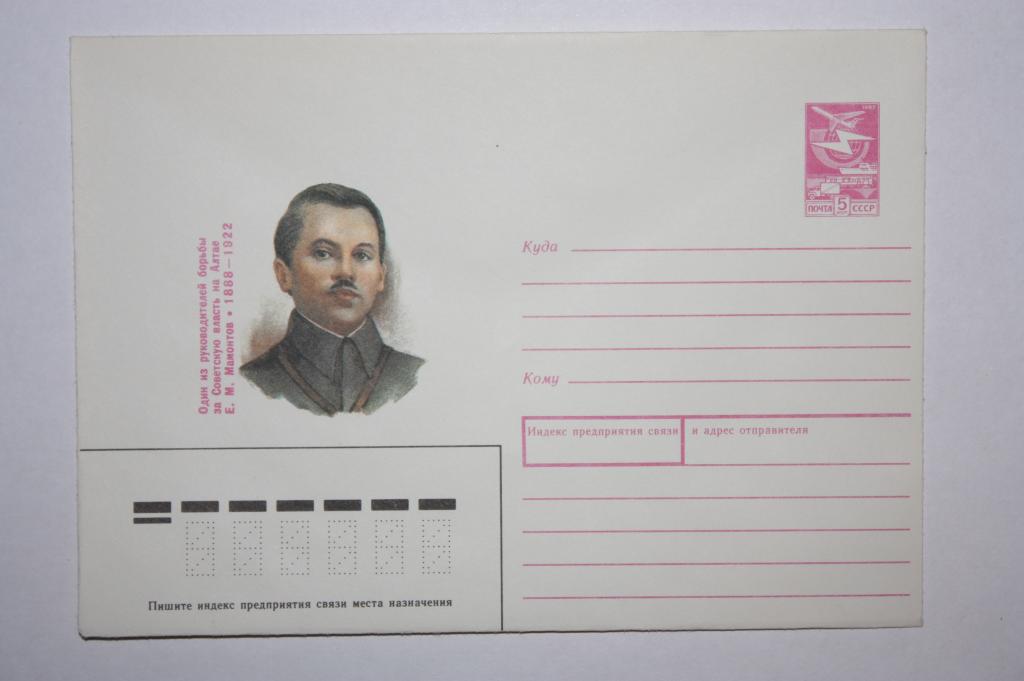 Один из руководителей борьбы
за Советскую власть на Алтае
Е. М. Мамонтов • 1888—1922
1982
ПОЧТА 5 СССР
Куда
Кому
Индекс предприятия связи и адрес отправителя
Пишите индекс предприятия связи места назначения